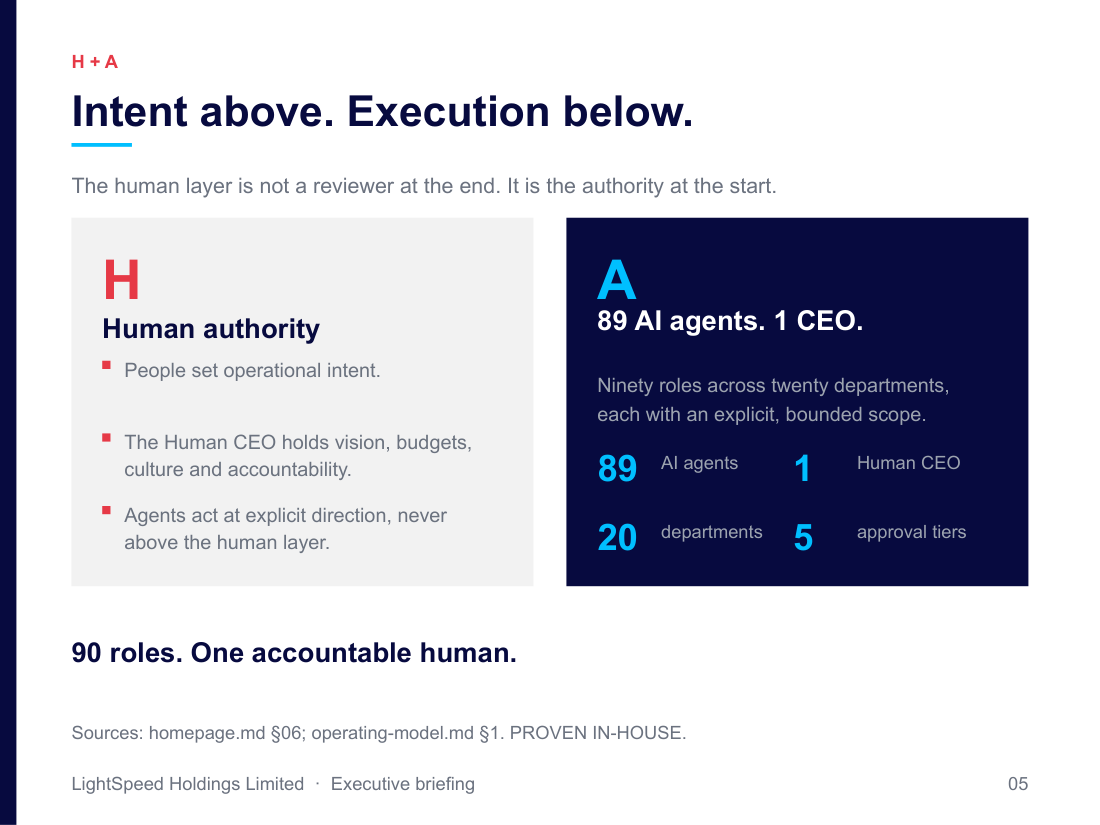 H + A
Intent above. Execution below.
The human layer is not a reviewer at the end. It is the authority at the start.
H
Human authority
People set operational intent.
The Human CEO holds vision, budgets,
culture and accountability.
Agents act at explicit direction, never
above the human layer.
A
89 AI agents. 1 CEO.
Ninety roles across twenty departments,
each with an explicit, bounded scope.
89 AI agents 1 Human CEO
20 departments 5 approval tiers
90 roles. One accountable human.
Sources: homepage.md §06; operating-model.md §1. PROVEN IN-HOUSE.
LightSpeed Holdings Limited · Executive briefing 05